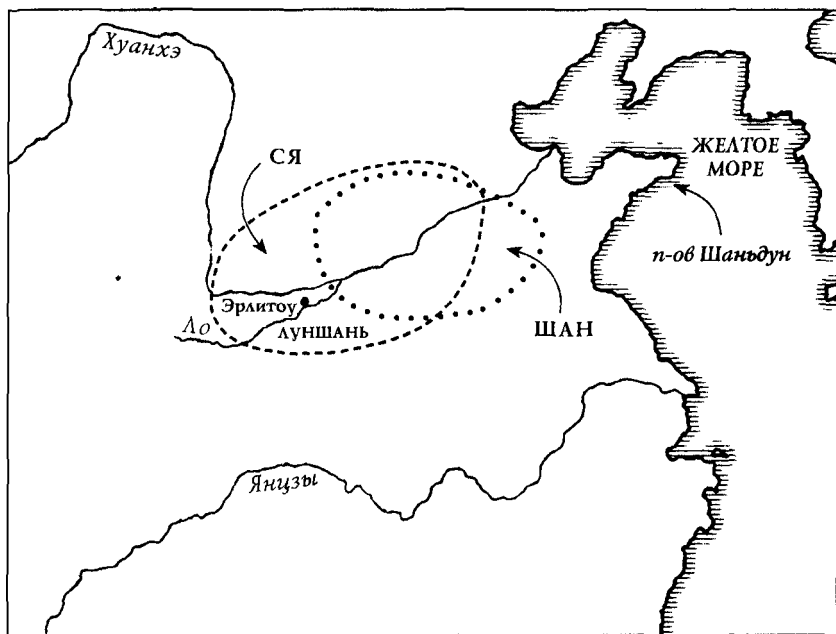 Хуанхэ
СЯ
ЖЕЛТОЕ
МОРЕ
п-ов Шаньдун
Эрлитоу
Ло
ЛУНШАНЬ
ШАН
Янцзы